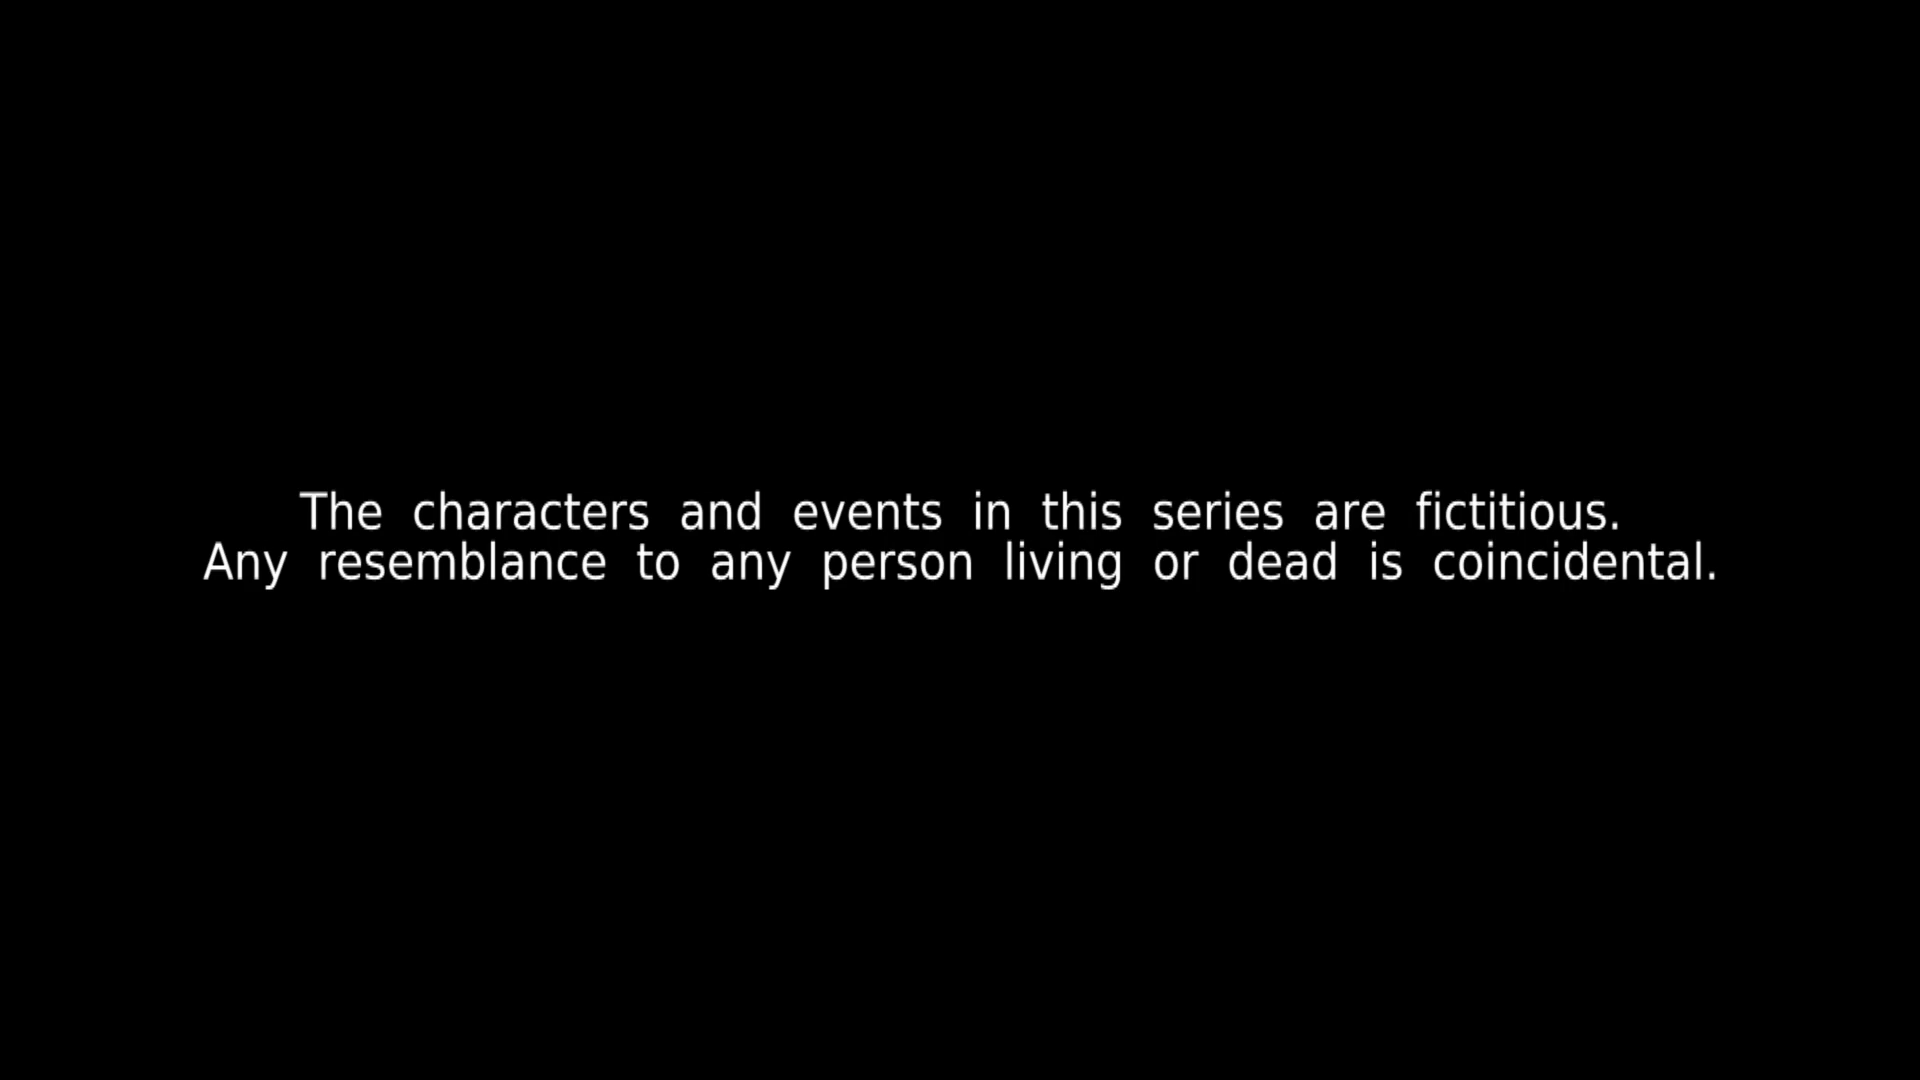 The characters and events in this series are fictitious.
Any resemblance to any person living or dead is coincidental.